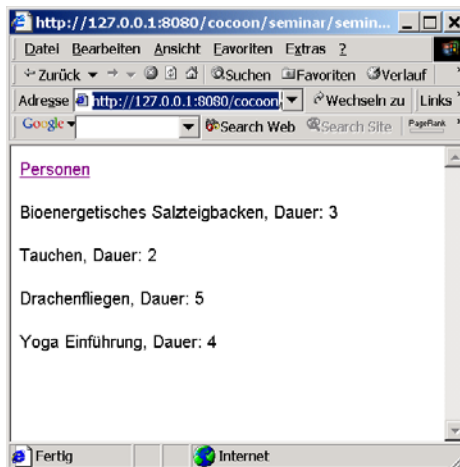 http://127.0.0.1:8080/cocoon/seminar/semin...
Datei Bearbeiten Ansicht Favoriten Extras ?
Zurück Suchen Favoriten Verlauf
Adresse http://127.0.0.1:8080/cocoon Wechseln zu Links
Google Search Web Search Site PageRank
Personen
Bioenergetisches Salzteigbacken, Dauer: 3
Tauchen, Dauer: 2
Drachenfliegen, Dauer: 5
Yoga Einführung, Dauer: 4
Fertig Internet